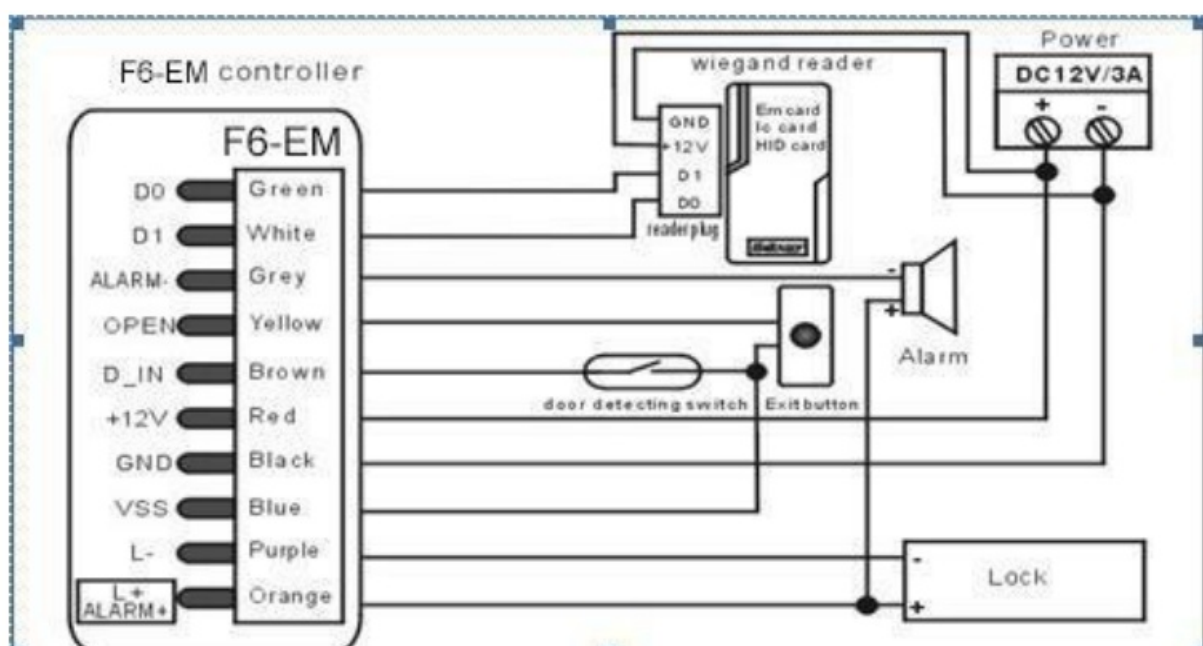 F6-EM controller
F6-EM
D0 Green
D1 White
ALARM- Grey
OPEN Yellow
D_IN Brown
+12V Red
GND Black
VSS Blue
L- Purple
L+
ALARM+
Orange
wiegand reader
GND
+12V
D1
D0
readerplug
Em card
Ic card
HID card
Power
DC12V/3A
+ -
-
+
Alarm
door detecting switch
Exit button
-
Lock
+